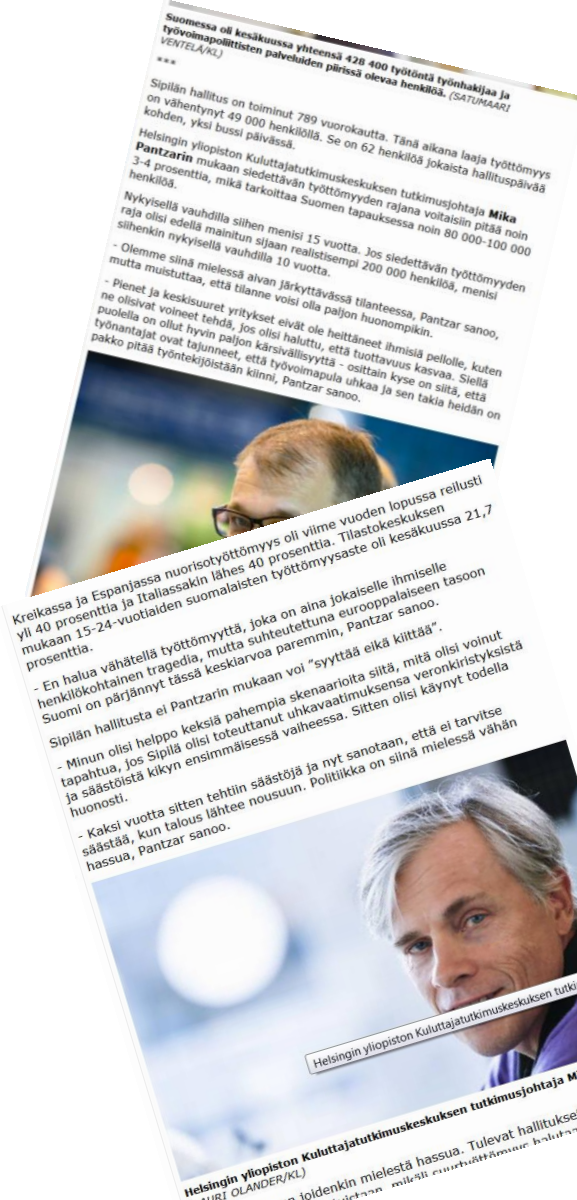 Suomessa oli kesäkuussa yhteensä 428 400 työtöntä työnhakijaa ja
työvoimapoliittisten palveluiden piirissä olevaa henkilöä. (SATUMAARI
VENTELÄ/KL)
***
Sipilän hallitus on toiminut 789 vuorokautta. Tänä aikana laaja työttömyys
on vähentynyt 49 000 henkilöllä. Se on 62 henkilöä jokaista hallituspäivää
kohden, yksi bussi päivässä.
Helsingin yliopiston Kuluttajatutkimuskeskuksen tutkimusjohtaja Mika
Pantzarin mukaan siedettävän työttömyyden rajana voitaisiin pitää noin
3-4 prosenttia, mikä tarkoittaa Suomen tapauksessa noin 80 000-100 000
henkilöä.
Nykyisellä vauhdilla siihen menisi 15 vuotta. Jos siedettävän työttömyyden
raja olisi edellä mainitun sijaan realistisempi 200 000 henkilöä, menisi
siihenkin nykyisellä vauhdilla 10 vuotta.
- Olemme siinä mielessä aivan järkyttävässä tilanteessa, Pantzar sanoo,
mutta muistuttaa, että tilanne voisi olla paljon huonompikin.
- Pienet ja keskisuuret yritykset eivät ole heittäneet ihmisiä pellolle, kuten
ne olisivat voineet tehdä, jos olisi haluttu, että tuottavuus kasvaa. Siellä
puolella on ollut hyvin paljon kärsivällisyyttä - osittain kyse on siitä, että
työnantajat ovat tajunneet, että työvoimapula uhkaa ja sen takia heidän on
pakko pitää työntekijöistään kiinni, Pantzar sanoo.
Kreikassa ja Espanjassa nuorisotyöttömyys oli viime vuoden lopussa reilusti
yli 40 prosenttia ja Italiassakin lähes 40 prosenttia. Tilastokeskuksen
mukaan 15-24-vuotiaiden suomalaisten työttömyysaste oli kesäkuussa 21,7
prosenttia.
- En halua vähätellä työttömyyttä, joka on aina jokaiselle ihmiselle
henkilökohtainen tragedia, mutta suhteutettuna eurooppalaiseen tasoon
Suomi on pärjännyt tässä keskiarvoa paremmin, Pantzar sanoo.
Sipilän hallitusta ei Pantzarin mukaan voi ”syyttää eikä kiittää”.
- Minun olisi helppo keksiä pahempia skenaarioita siitä, mitä olisi voinut
tapahtua, jos Sipilä olisi toteuttanut uhkavaatimuksensa veronkiristyksistä
ja säästöistä kikyn ensimmäisessä vaiheessa. Sitten olisi käynyt todella
huonosti.
- Kaksi vuotta sitten tehtiin säästöjä ja nyt sanotaan, että ei tarvitse
säästää, kun talous lähtee nousuun. Politiikka on siinä mielessä vähän
hassua, Pantzar sanoo.
Helsingin yliopiston Kuluttajatutkimuskeskuksen
Helsingin yliopiston Kuluttajatutkimuskeskuksen tutkimusjohtaja
OLANDER/KL)
joidenkin mielestä hassua. Tulevat
mikäli suurtyöttömyys